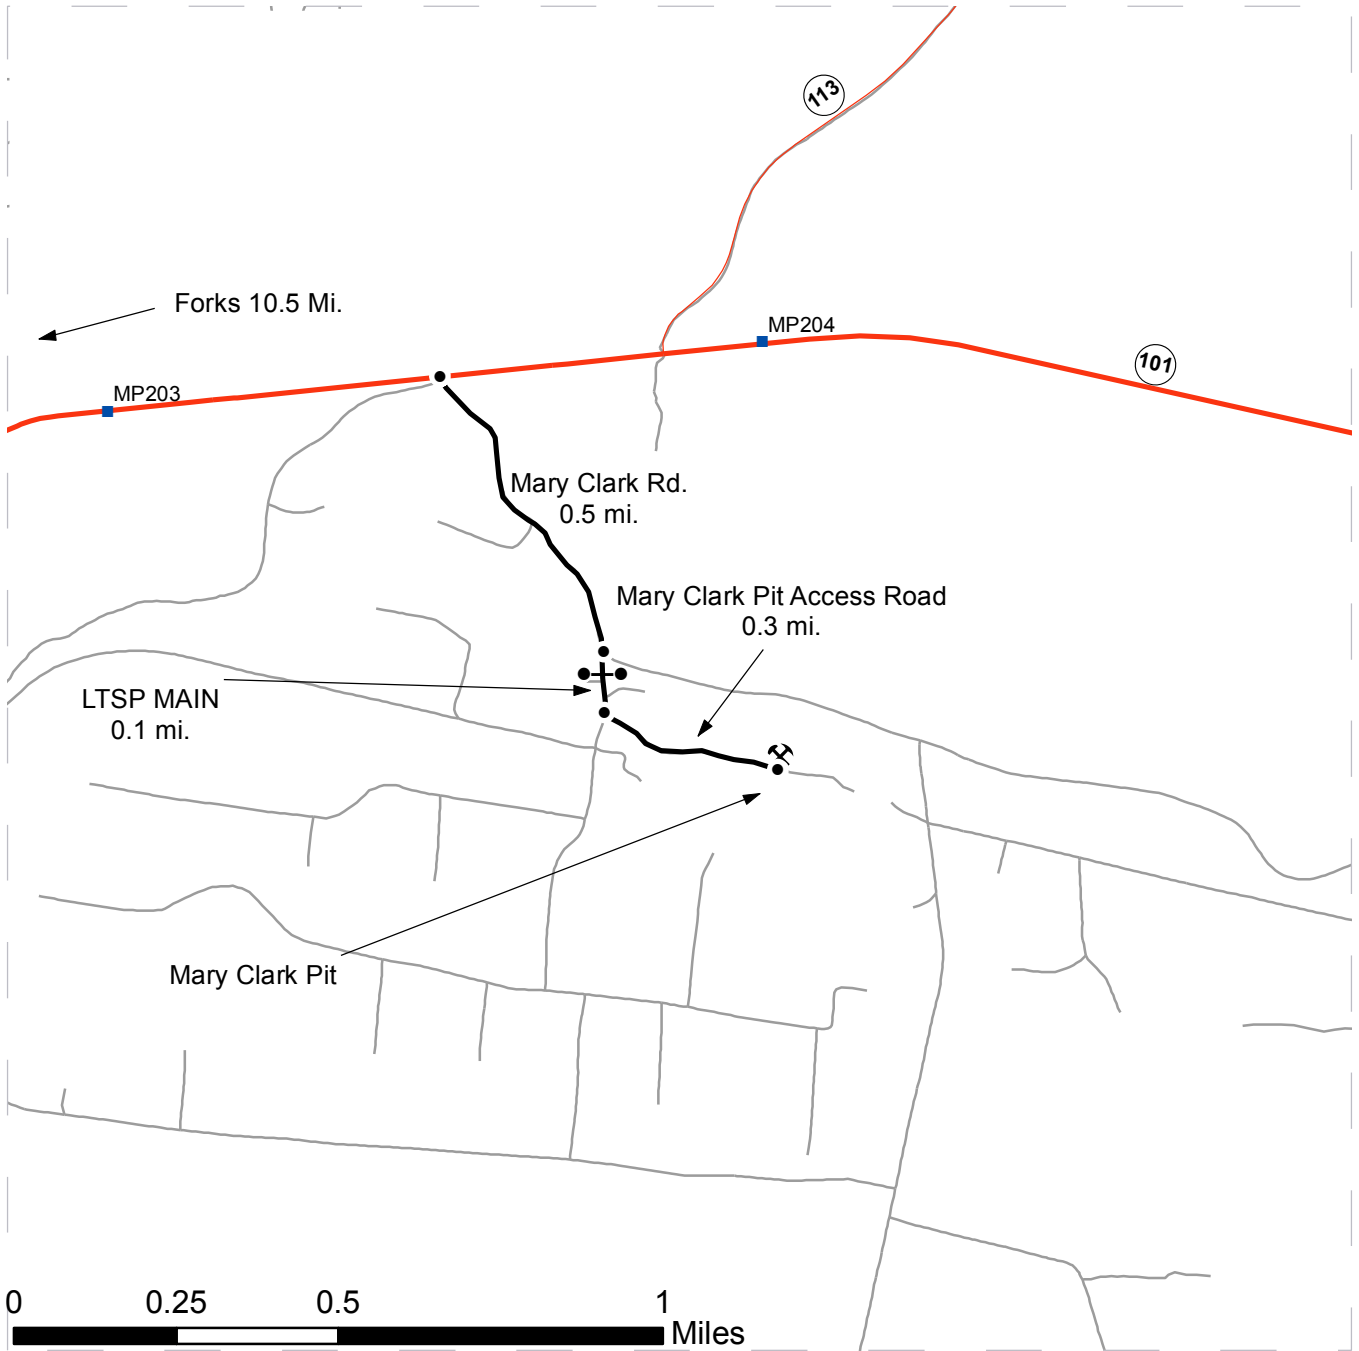 113
Forks 10.5 Mi.
MP204
101
MP203
Mary Clark Rd.
0.5 mi.
Mary Clark Pit Access Road
0.3 mi.
LTSP MAIN
0.1 mi.
Mary Clark Pit
0 0.25 0.5 1
Miles